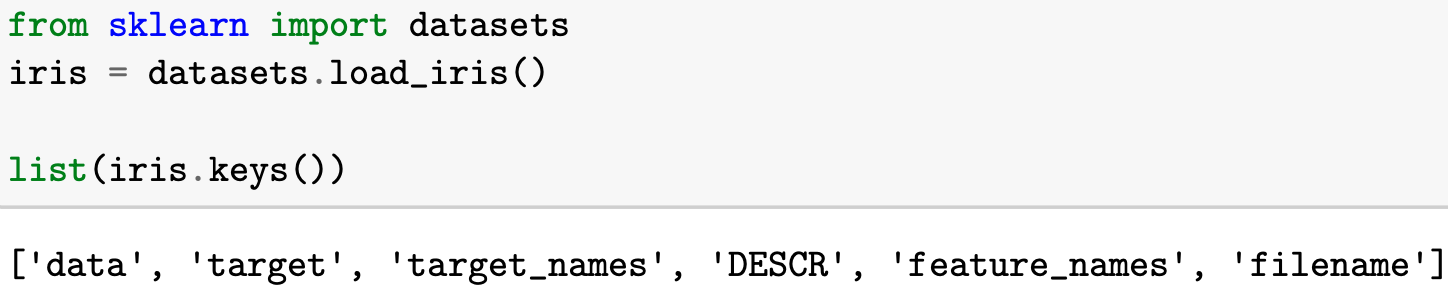 from sklearn import datasets
iris = datasets.load_iris()
list(iris.keys())
['data', 'target', 'target_names', 'DESCR', 'feature_names', 'filename']